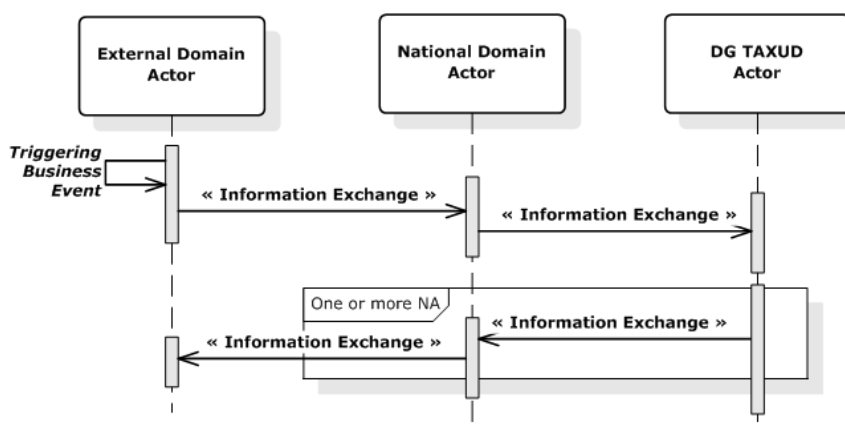 External Domain
Actor
National Domain
Actor
DG TAXUD
Actor
Triggering
Business
Event
« Information Exchange »
« Information Exchange »
One or more NA
« Information Exchange »
« Information Exchange »